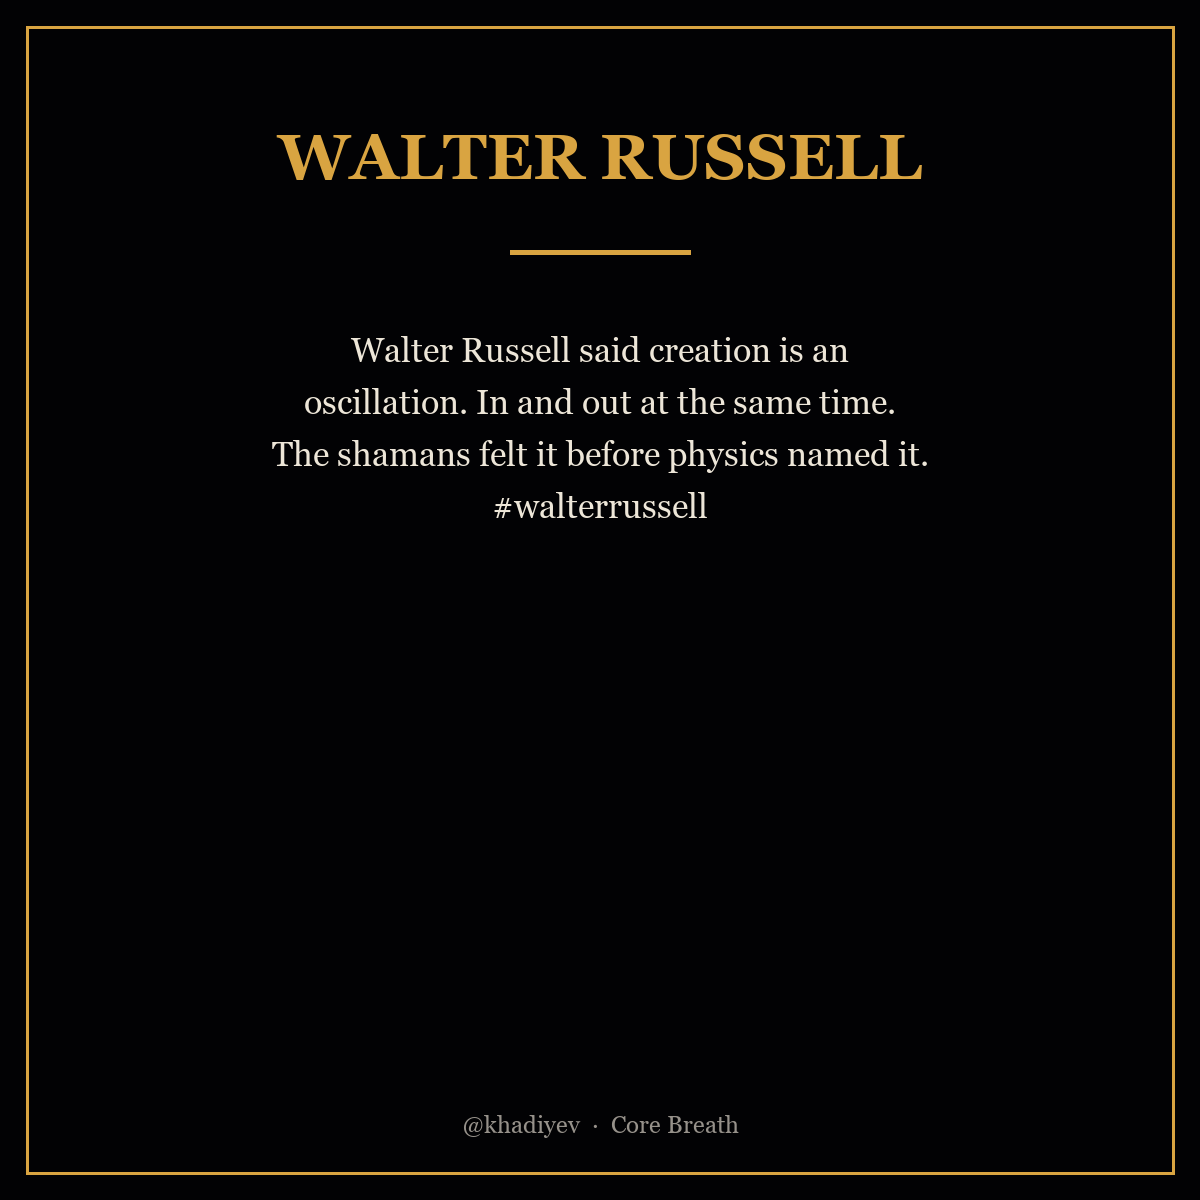 WALTER RUSSELL
Walter Russell said creation is an
oscillation. In and out at the same time.
The shamans felt it before physics named it.
#walterrussell
@khadiyev · Core Breath